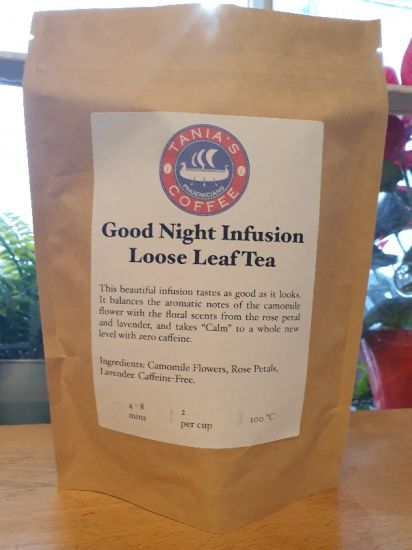 TANIA'S
PHOENICIANS
COFFEE
Good Night Infusion
Loose Leaf Tea
This beautiful infusion tastes as good as it looks.
It balances the aromatic notes of the camomile
flower with the floral scents from the rose petal
and lavender, and takes “Calm” to a whole new
level with zero caffeine.
Ingredients: Camomile Flowers, Rose Petals,
Lavender. Caffeine-Free.
4 - 8
mins
2
per cup
100 °C